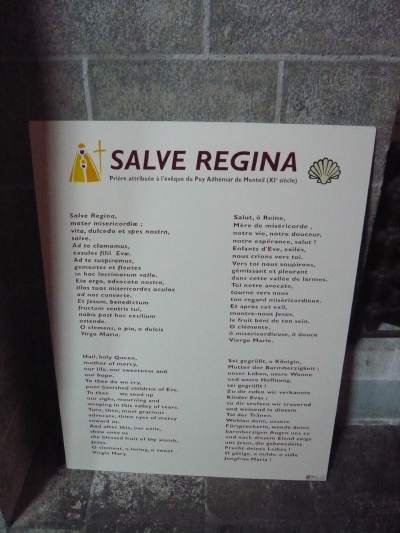 SALVE REGINA
Prière attribuée à l'évêque du Puy Adhémar de Monteil (XIe siècle)
Salve Regina,
mater misericordiæ ;
vita, dulcedo et spes nostra,
salve.
Ad te clamamus,
exsules filii Evæ.
Ad te suspiramus,
gementes et flentes
in hac lacrimarum valle.
Eia ergo, advocata nostra,
illos tuos misericordes oculos
ad nos converte.
Et Jesum, benedictum
fructum ventris tui,
nobis post hoc exsilium
ostende.
O clemens, o pia, o dulcis
Virgo Maria.
Salut, ô Reine,
Mère de miséricorde ,
notre vie, notre douceur,
notre espérance, salut !
Enfants d'Eve, exilés,
nous crions vers toi.
Vers toi nous soupirons,
gémissant et pleurant
dans cette vallée de larmes.
Toi notre avocate,
tourne vers nous
ton regard miséricordieux.
Et après cet exil,
montre-nous Jesus,
le fruit béni de ton sein.
O clémente,
ô miséricordieuse, ô douce
Vierge Marie.
Hail, holy Queen,
mother of mercy,
our life, our sweetness and
our hope.
To thee do we cry,
poor banished children of Eve.
To thee we send up
our sighs, mourning and
weeping in this valley of tears.
Turn, then, most gracious
advocate, thine eyes of mercy
toward us.
And after this, our exile,
show unto us
the blessed fruit of thy womb,
Jesus.
O clement, o loving, o sweet
Virgin Mary.
Sei gegrüßt, o Königin,
Mutter der Barmherzigkeit ;
unser Leben, unsre Wonne
und unsre Hoffnung,
sei gegrüßt !
Zu dir rufen wir verbannte
Kinder Evas ;
zu dir seufzen wir trauernd
und weinend in diesem
Tal der Tränen.
Wohlan denn, unsre
Fürsprecherin, wende deine
barmherzigen Augen uns zu
und nach diesem Elend zeige
uns Jesus, die gebenedeite
Frucht deines Leibes !
O gütige, o milde, o süße
Jungfrau Maria !